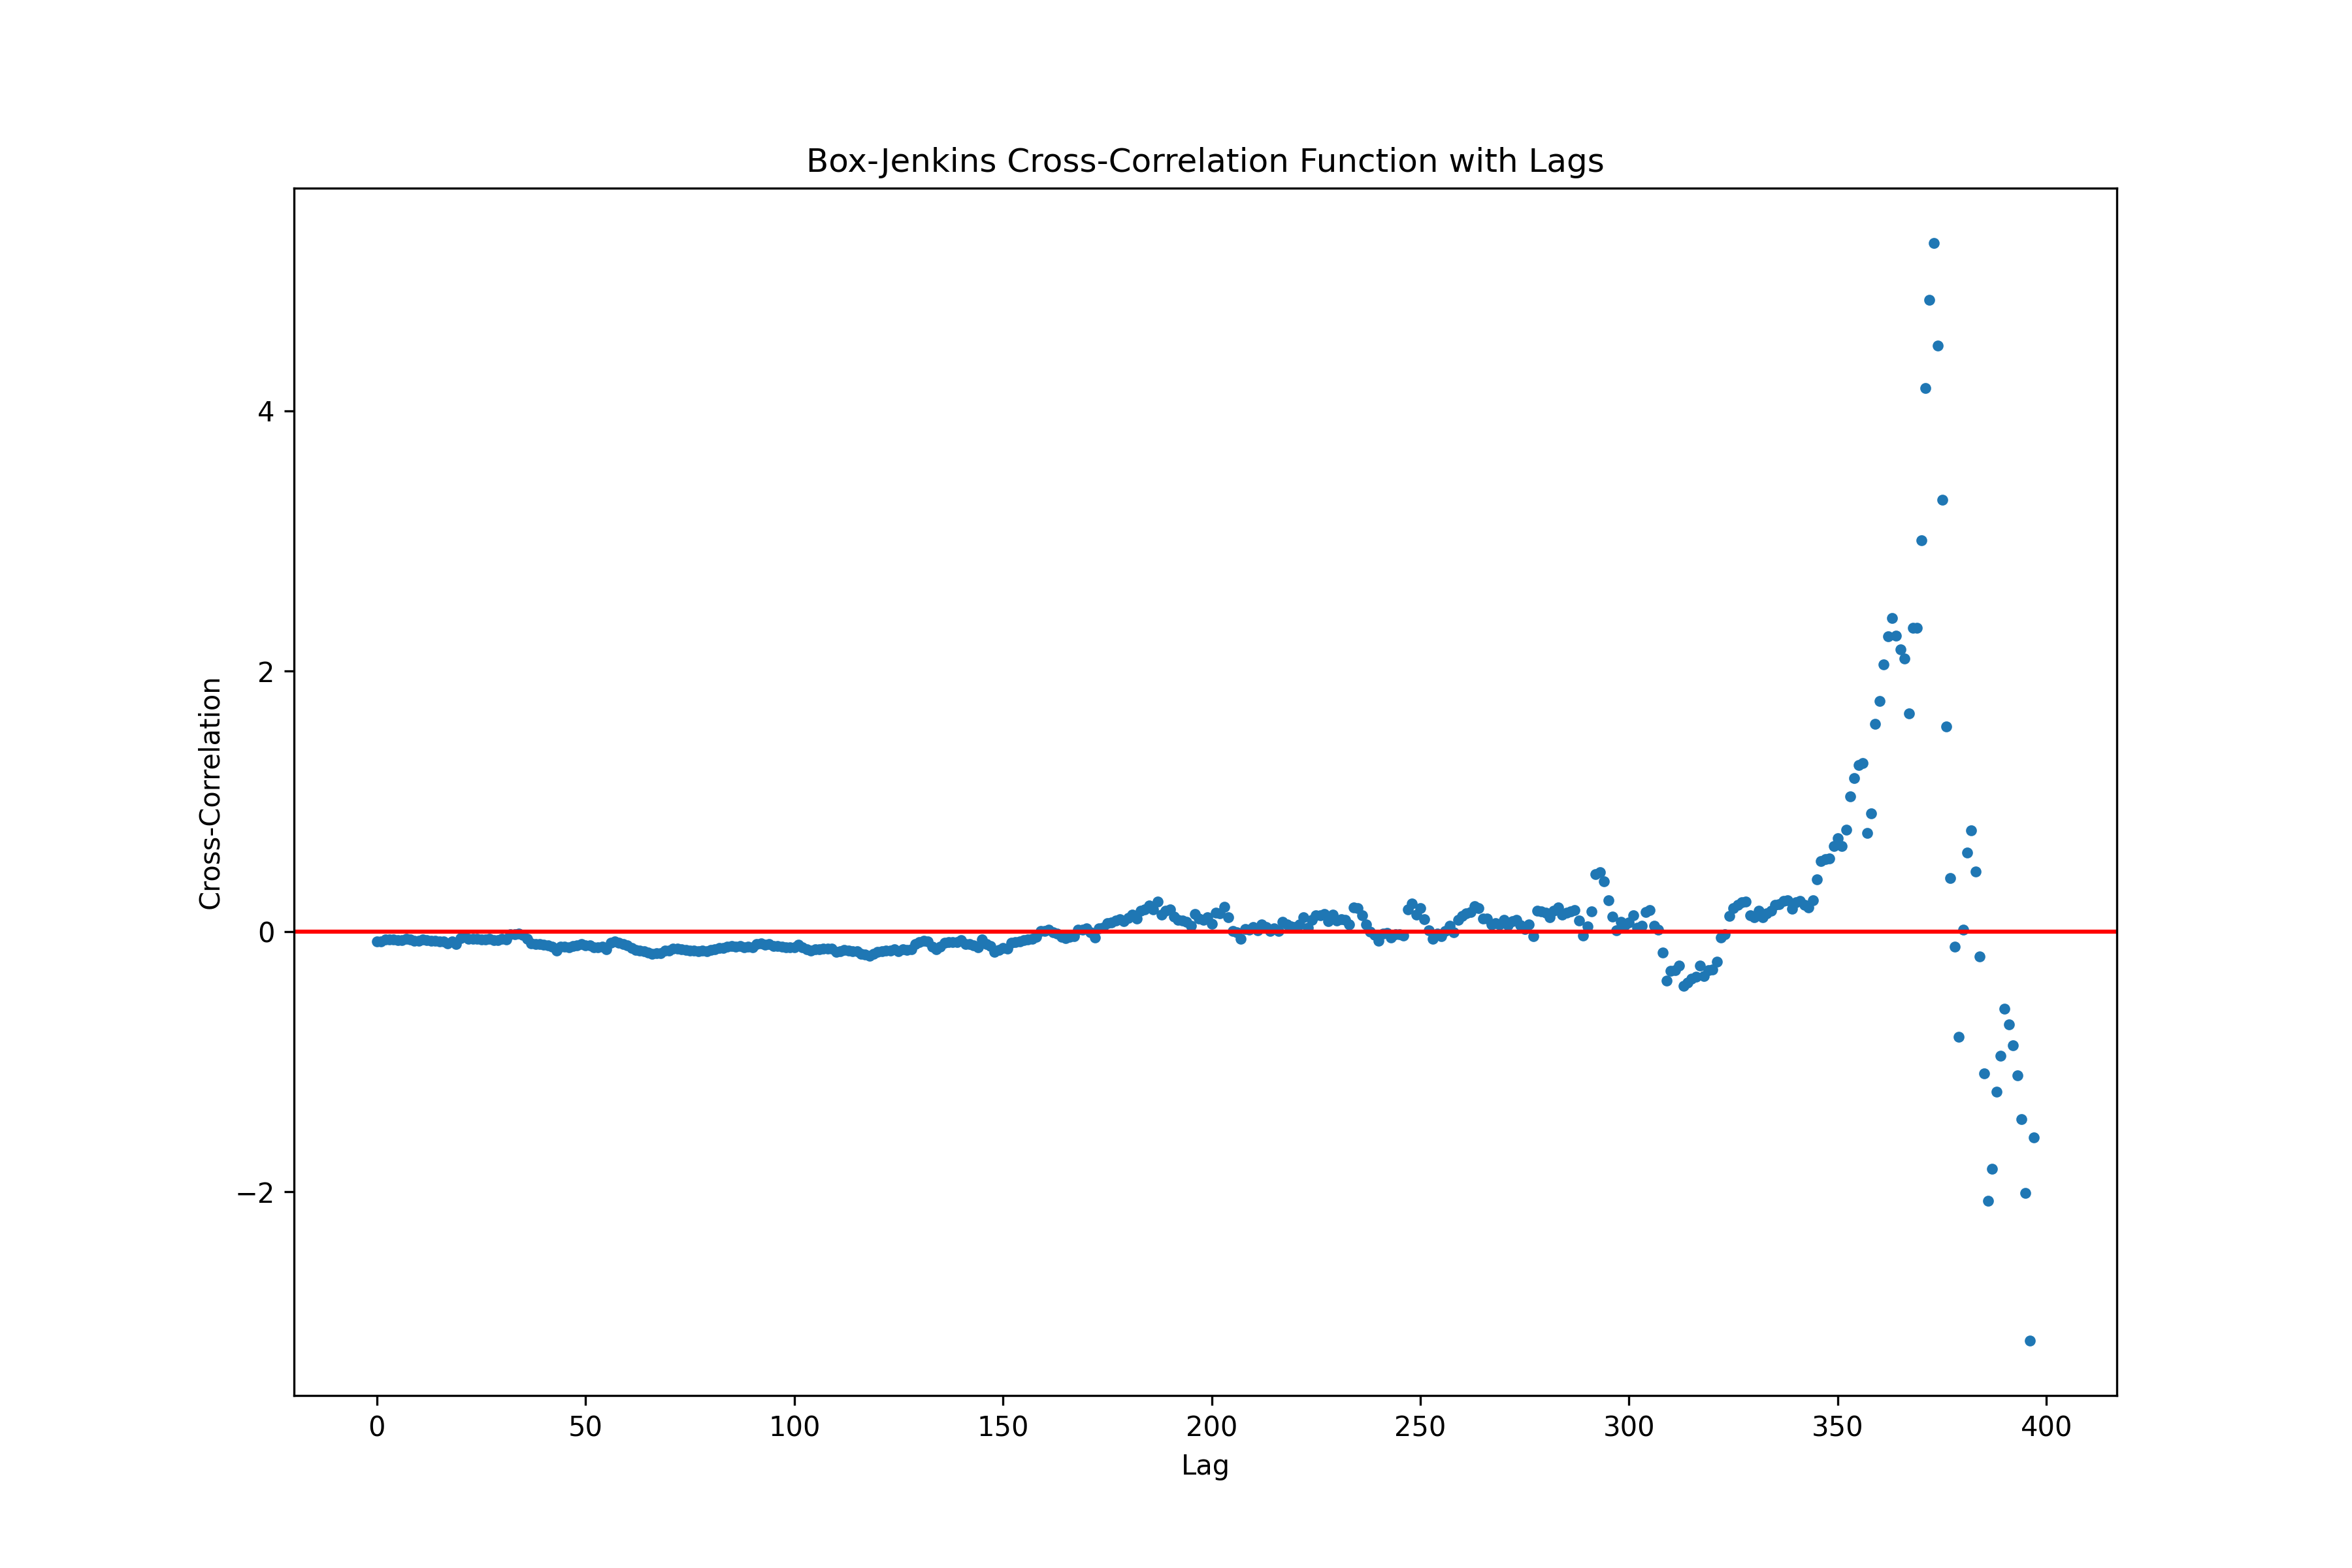 Box-Jenkins Cross-Correlation Function with Lags
Cross-Correlation
4
2
0
−2
0 50 100 150 200 250 300 350 400
Lag